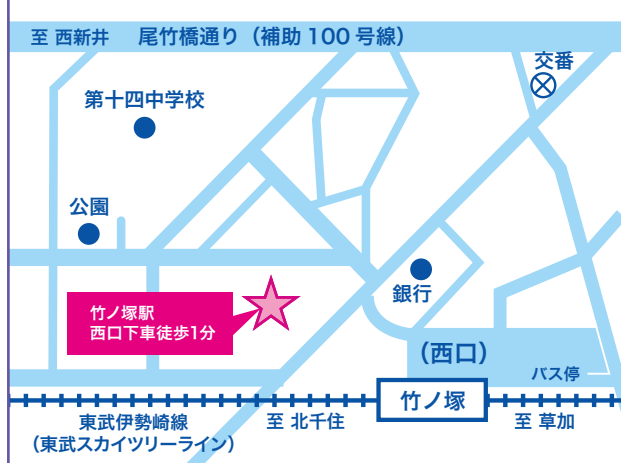 至 西新井 尾竹橋通り（補助 100 号線）
交番
第十四中学校
公園
銀行
竹ノ塚駅
西口下車徒歩1分
（西口）
バス停
竹ノ塚
東武伊勢崎線
（東武スカイツリーライン）
至 北千住
至 草加